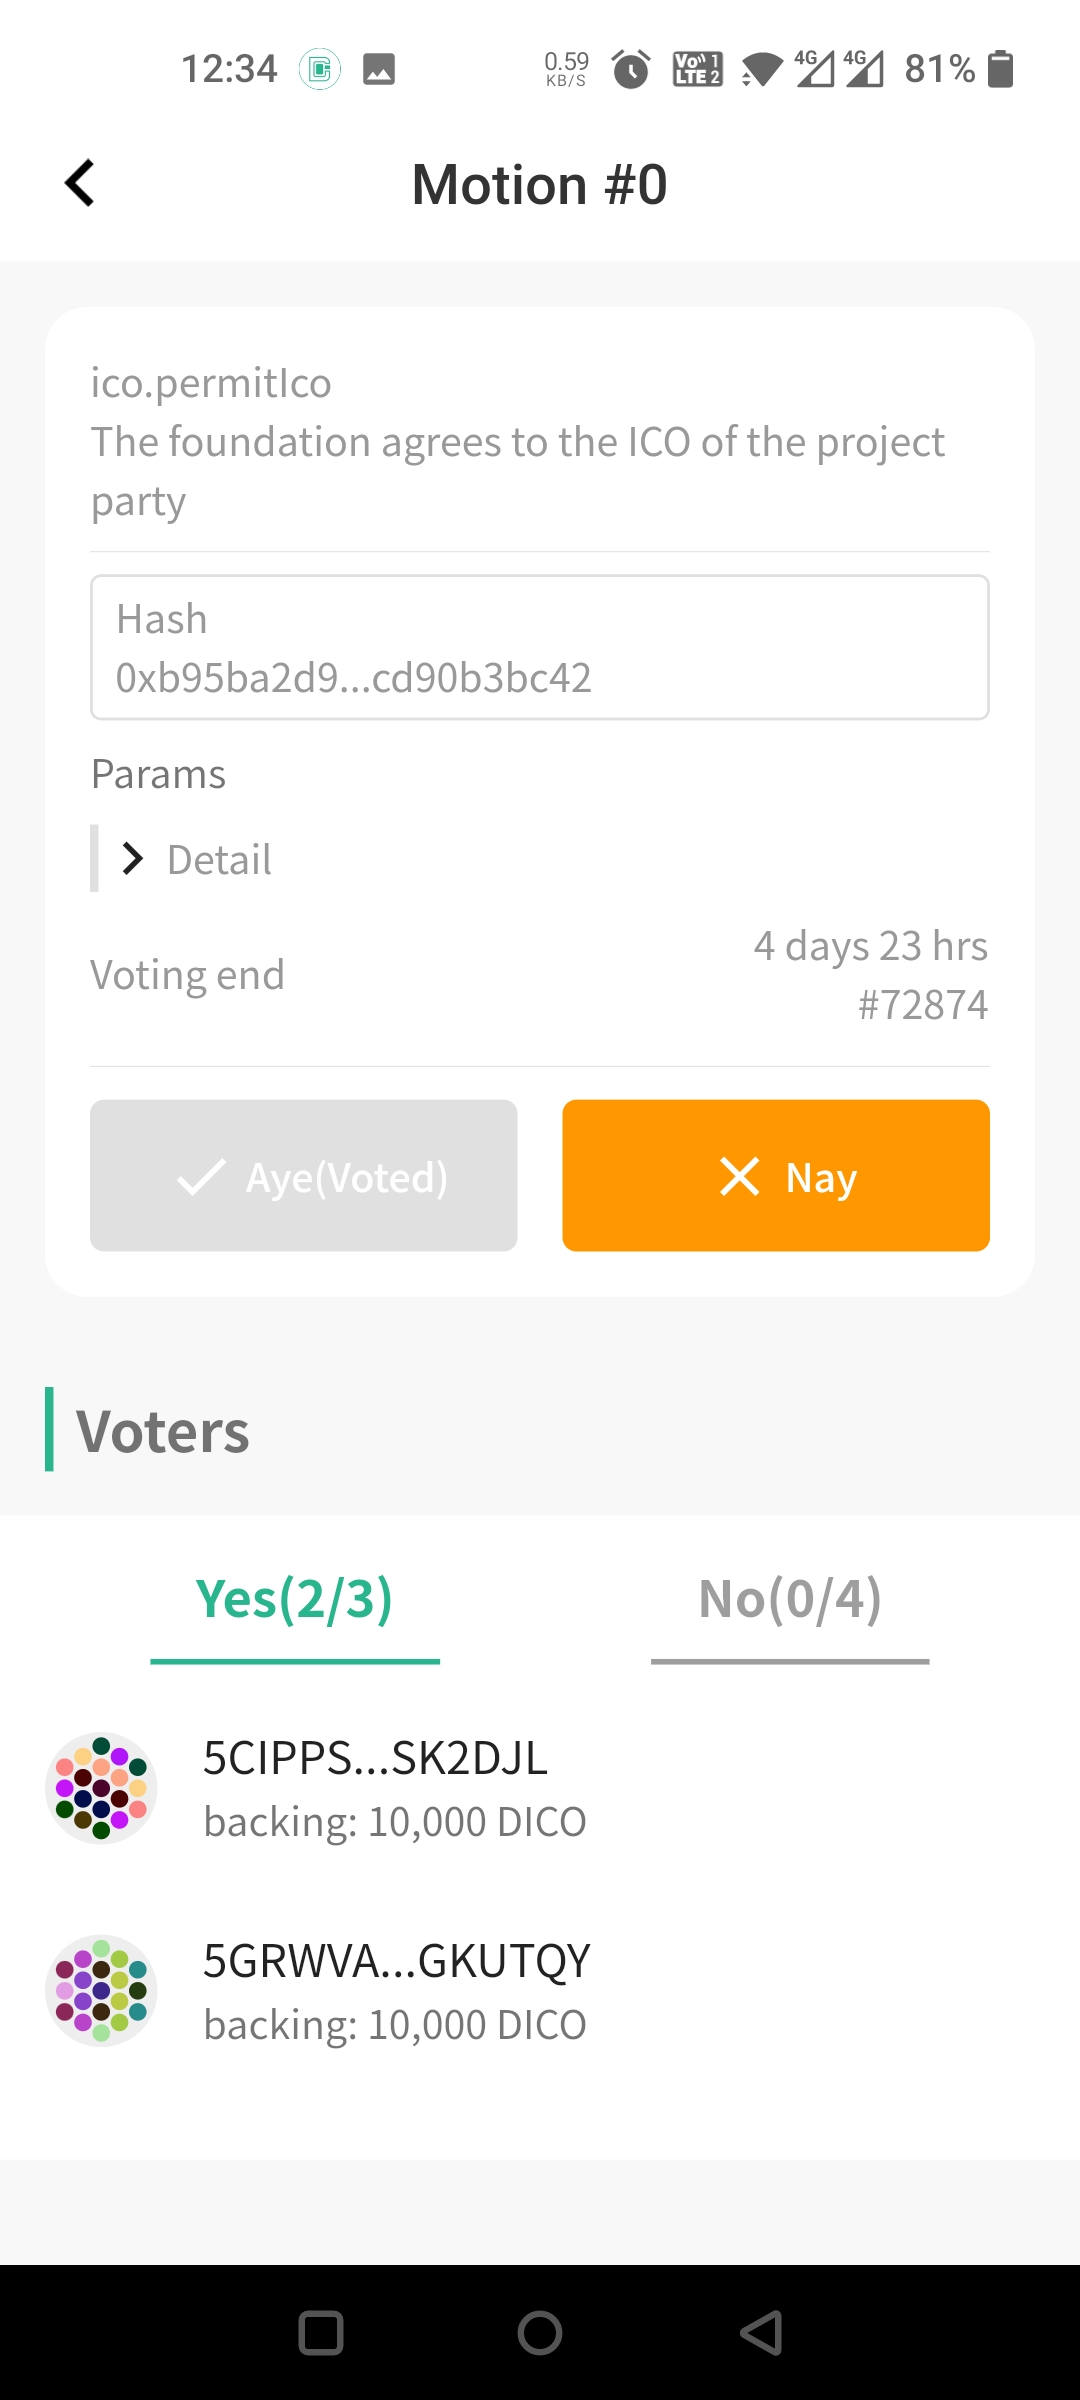 12:34
0.59
KB/S
Vo)) 1
LTE 2
4G
4G
81%
Motion #0
ico.permitIco
The foundation agrees to the ICO of the project
party
Hash
0xb95ba2d9...cd90b3bc42
Params
Detail
4 days 23 hrs
Voting end
#72874
Aye(Voted)
Nay
Voters
Yes(2/3)
No(0/4)
5CIPPS...SK2DJL
backing: 10,000 DICO
5GRWVA...GKUTQY
backing: 10,000 DICO